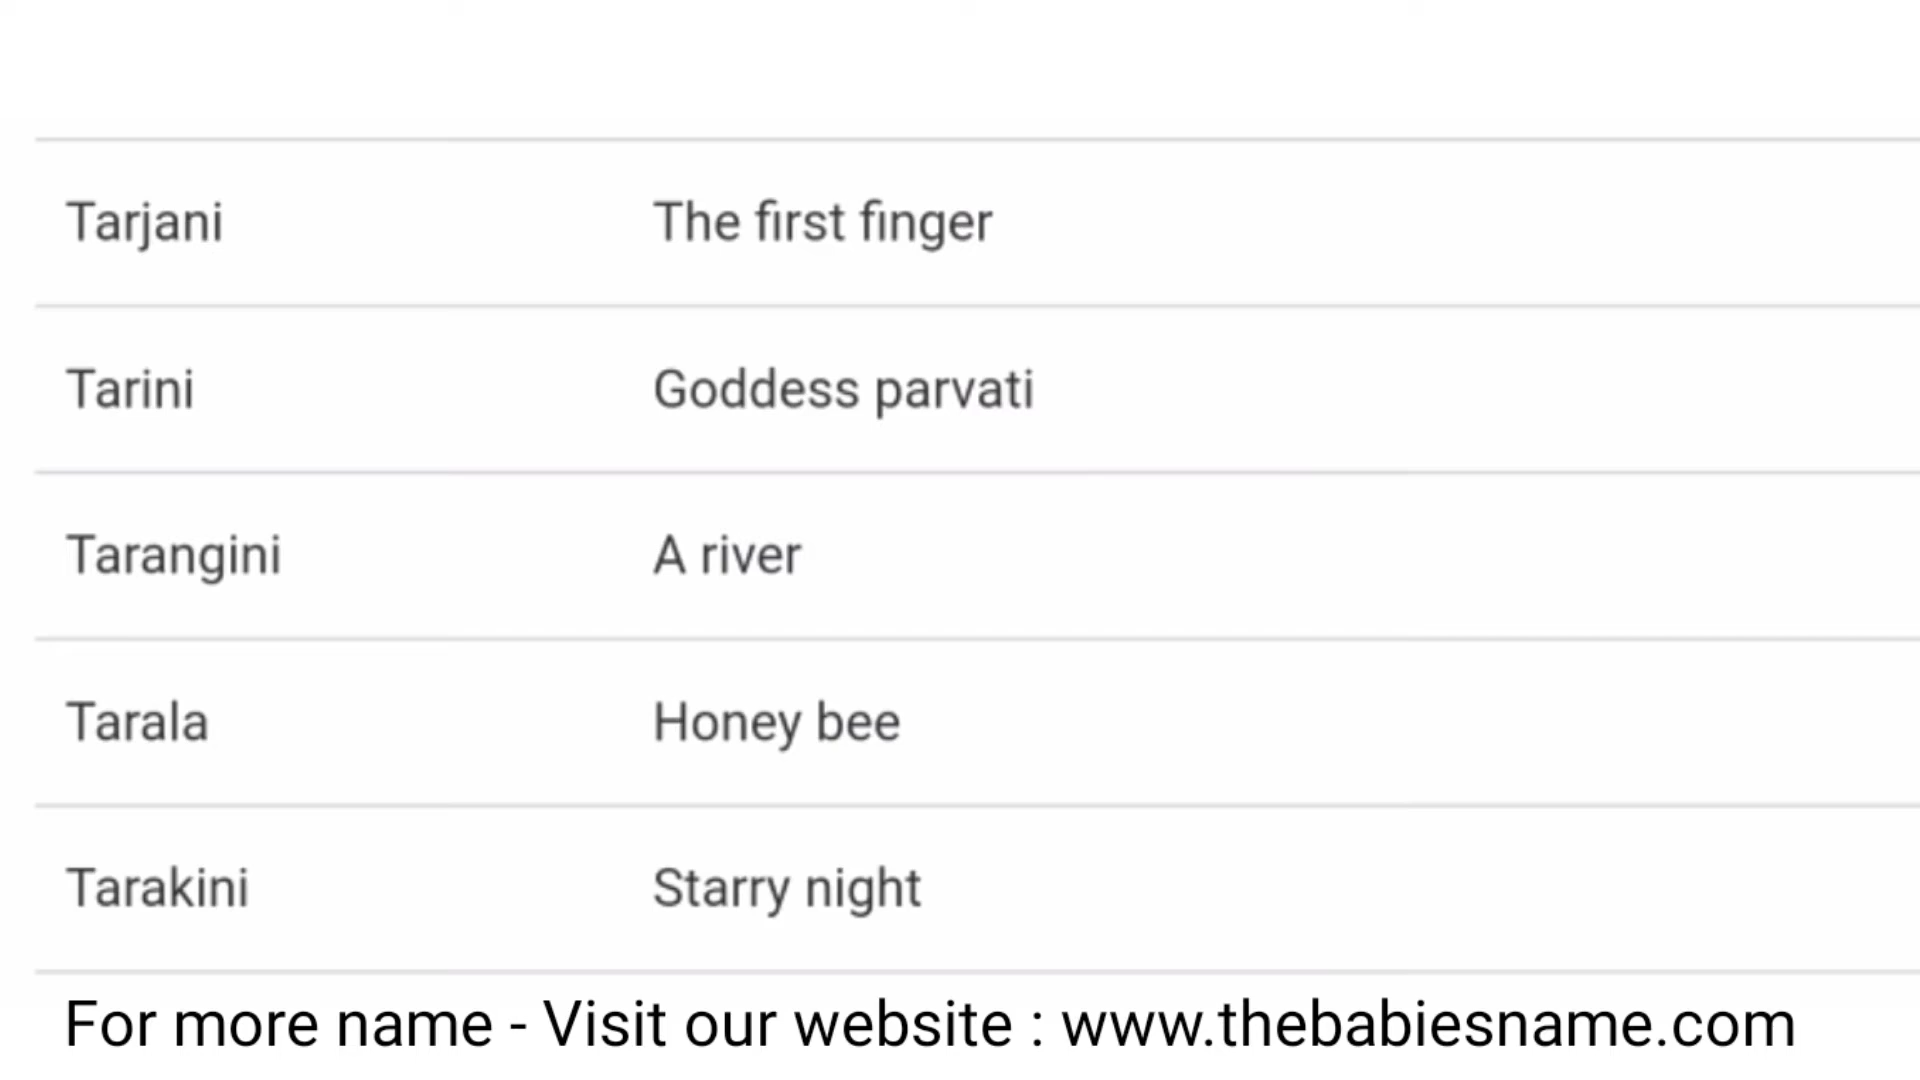 Tarjani The first finger
Tarini Goddess parvati
Tarangini A river
Tarala Honey bee
Tarakini Starry night
For more name - Visit our website : www.thebabiesname.com